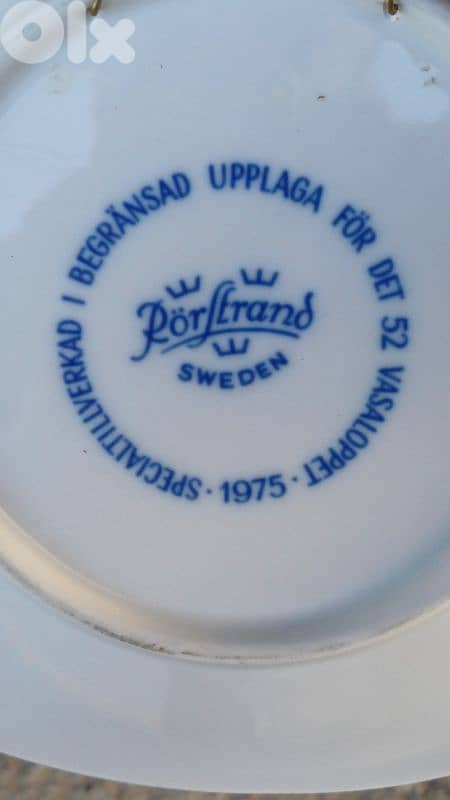 OLX
SPECIALTILLVERKAD I BEGRÄNSAD UPPLAGA FÖR DET 52 VASALOPPET · 1975 ·
Rörstrand
SWEDEN